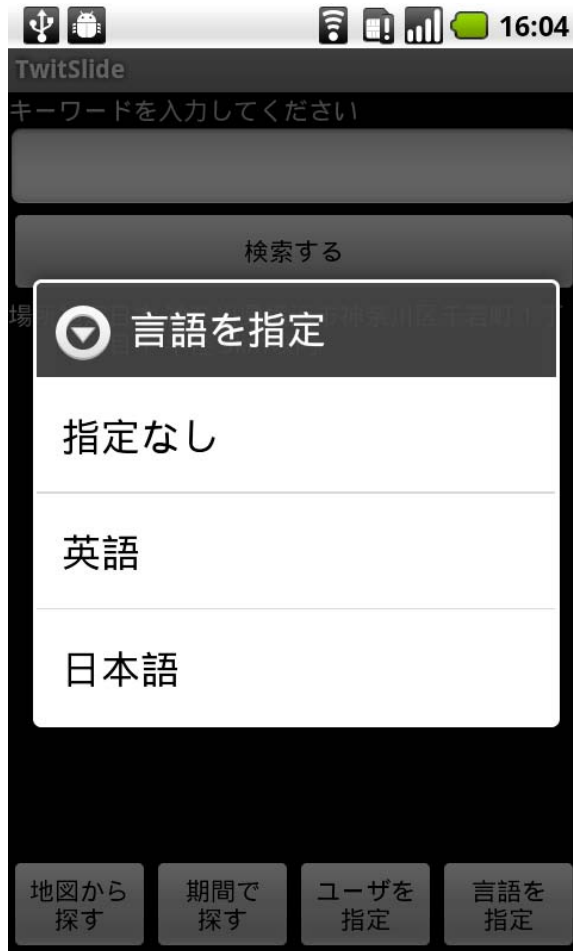 16:04
TwitSlide
キーワードを入力してください
検索する
場
言語を指定
指定なし
英語
日本語
地図から
探す
期間で
探す
ユーザを
指定
言語を
指定